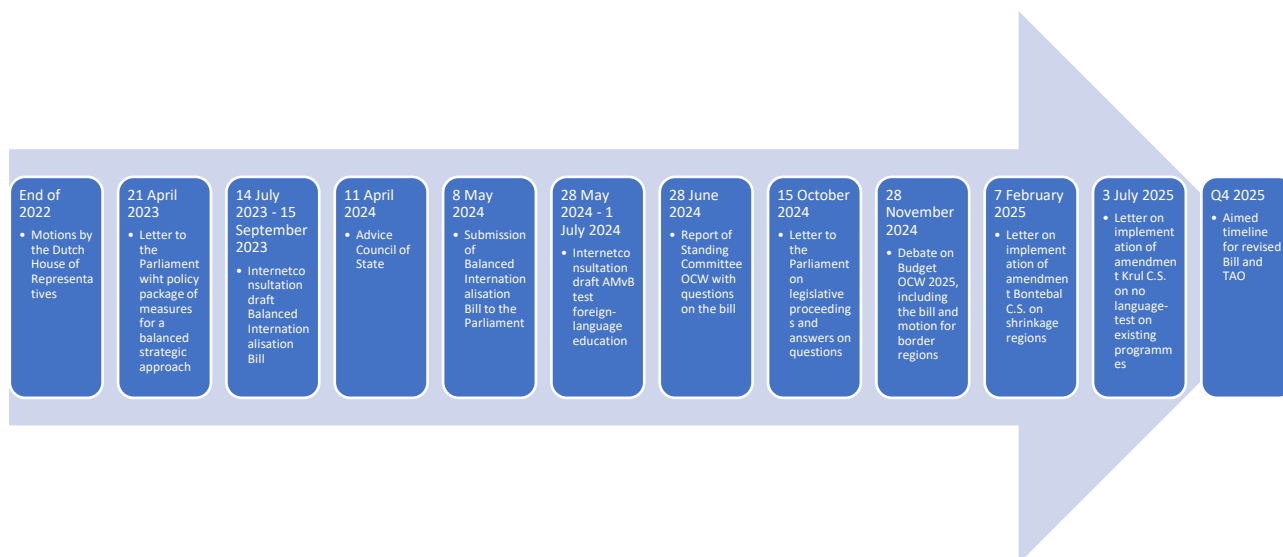 End of
2022
• Motions by
the Dutch
House of
Representa
tives
21 April
2023
• Letter to
the
Parliament
wiht policy
package of
measures
for a
balanced
strategic
approach
14 July
2023 - 15
September
2023
• Internetco
nsultation
draft
Balanced
Internation
alisation
Bill
11 April
2024
• Advice
Council of
State
8 May
2024
• Submission
of
Balanced
Internation
alisation
Bill to the
Parliament
28 May
2024 - 1
July 2024
• Internetco
nsultation
draft AMvB
test
foreign-
language
education
28 June
2024
• Report of
Standing
Committee
OCW with
questions
on the bill
15 October
2024
• Letter to
the
Parliament
on
legislative
proceeding
s and
answers on
questions
28
November
2024
• Debate on
Budget
OCW 2025,
including
the bill and
motion for
border
regions
7 February
2025
• Letter on
implement
ation of
amendmen
t Bontebal
C.S. on
shrinkage
regions
3 July 2025
• Letter on
implement
ation of
amendmen
t Krul C.S.
on no
language-
test on
existing
programm
es
Q4 2025
• Aimed
timeline
for revised
Bill and
TAO